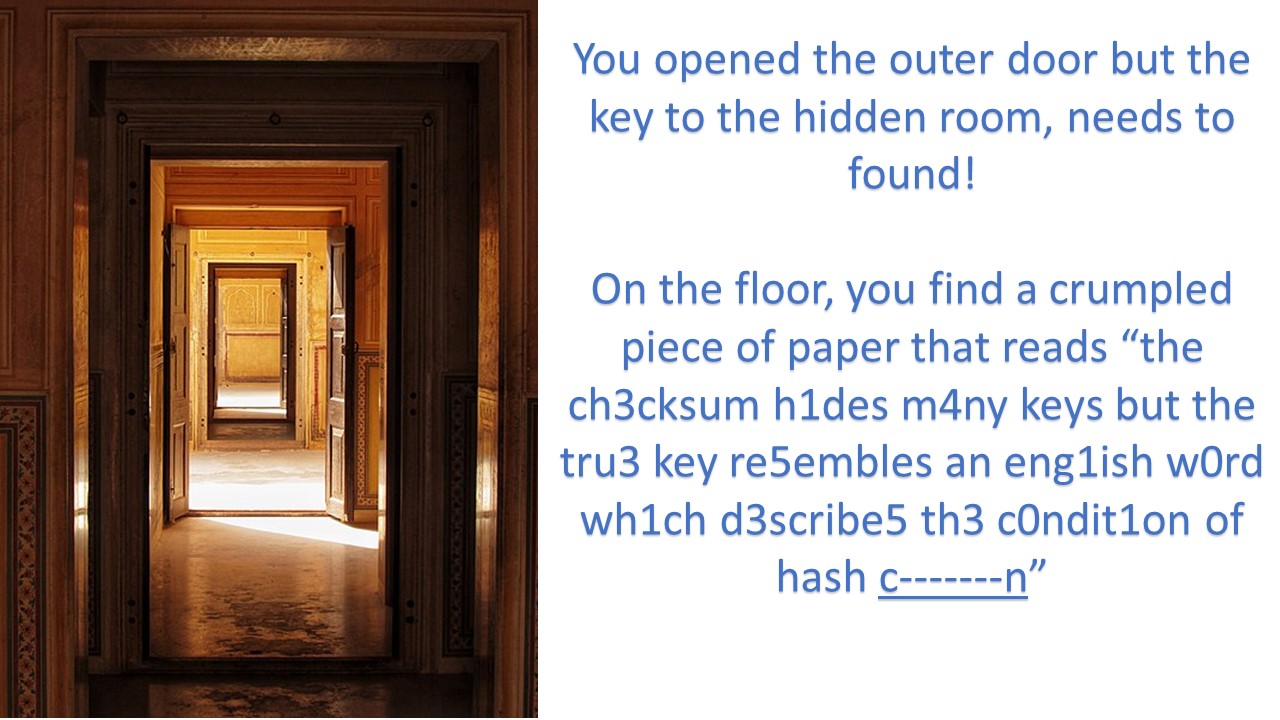 You opened the outer door but the
key to the hidden room, needs to
found!
On the floor, you find a crumpled
piece of paper that reads “the
ch3cksum h1des m4ny keys but the
tru3 key re5embles an eng1ish w0rd
wh1ch d3scribe5 th3 c0ndit1on of
hash c-------n”